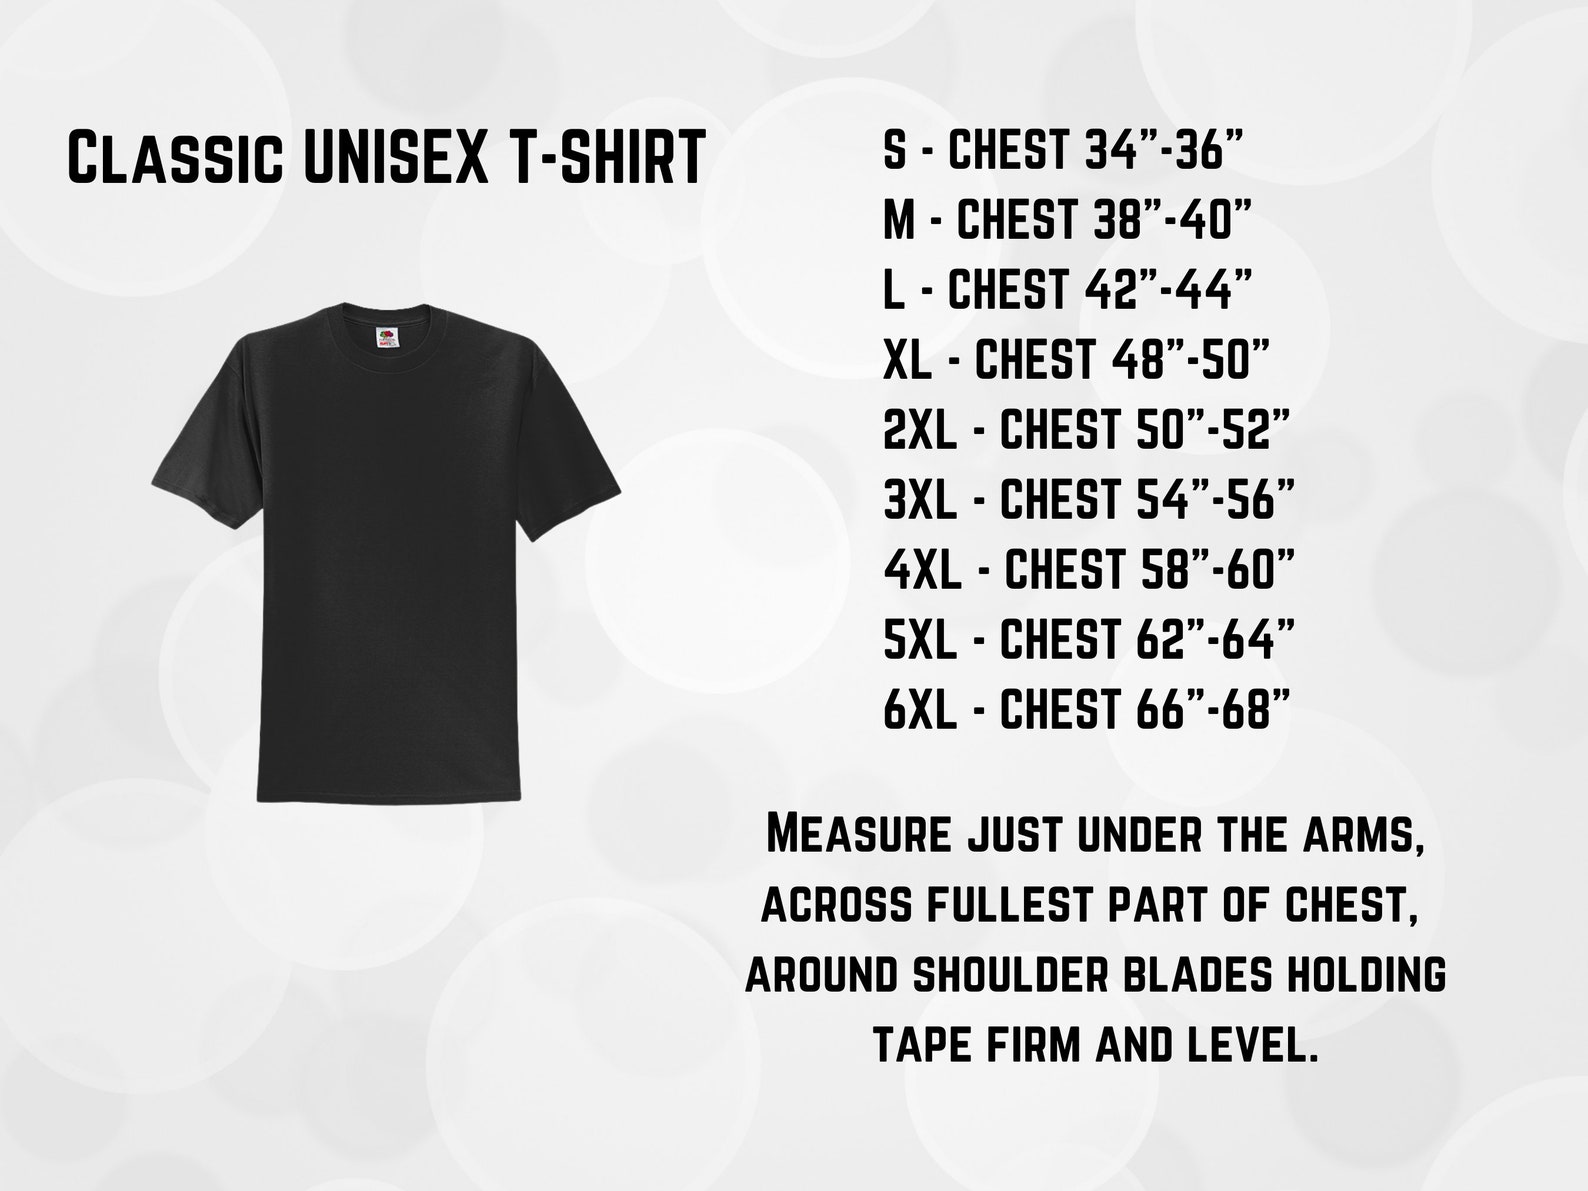 Classic UNISEX T-SHIRT
S - CHEST 34”-36”
M - CHEST 38”-40”
L - CHEST 42”-44”
XL - CHEST 48”-50”
2XL - CHEST 50”-52”
3XL - CHEST 54”-56”
4XL - CHEST 58”-60”
5XL - CHEST 62”-64”
6XL - CHEST 66”-68”
Measure just under the arms,
across fullest part of chest,
around shoulder blades holding
tape firm and level.